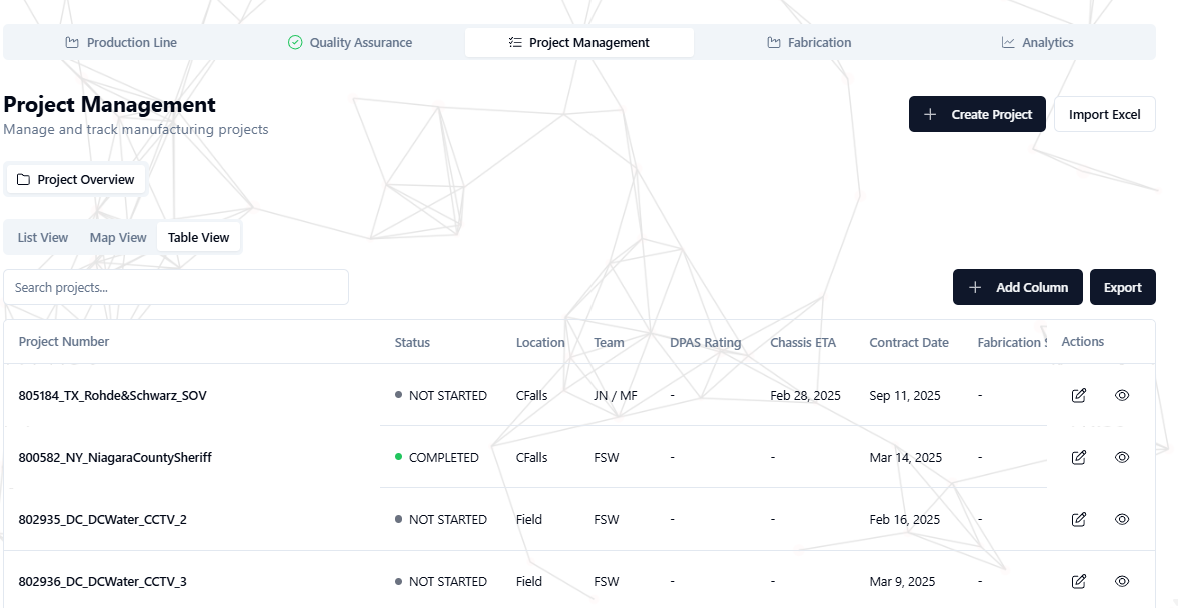 Production Line Quality Assurance Project Management Fabrication Analytics
Project Management
Manage and track manufacturing projects
Create Project Import Excel
Project Overview
List View Map View Table View
Search projects...
Add Column Export
Project Number Status Location Team DPAS Rating Chassis ETA Contract Date Fabrication Actions
805184_TX_Rohde&Schwarz_SOV NOT STARTED CFalls JN / MF - Feb 28, 2025 Sep 11, 2025 -
800582_NY_NiagaraCountySheriff COMPLETED CFalls FSW - - Mar 14, 2025 -
802935_DC_DCWater_CCTV_2 NOT STARTED Field FSW - - Feb 16, 2025 -
802936_DC_DCWater_CCTV_3 NOT STARTED Field FSW - - Mar 9, 2025 -